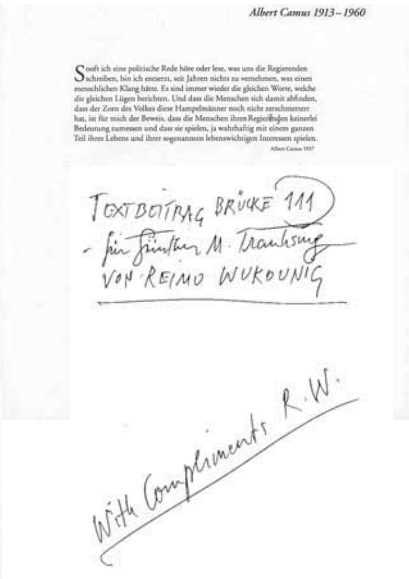 Albert Camus 1913–1960
Sooft ich eine politische Rede höre oder lese, was uns die Regierenden
schreiben, bin ich entsetzt, seit Jahren nichts zu vernehmen, was einen
menschlichen Klang hätte. Es sind immer wieder die gleichen Worte, welche
die gleichen Lügen berichten. Und dass die Menschen sich damit abfinden,
dass der Zorn des Volkes diese Hampelmänner noch nicht zerschmettert
hat, ist für mich der Beweis, dass die Menschen ihren Regierenden keinerlei
Bedeutung zumessen und dass sie spielen, ja wahrhaftig mit einem ganzen
Teil ihres Lebens und ihrer sogenannten lebenswichtigen Interessen spielen.
Albert Camus 1937
TEXTBEITRAG BRÜCKE 111
- für Günther M. Trauhsnig
VON REIMO WUKOUNIG
With Compliments R.W.